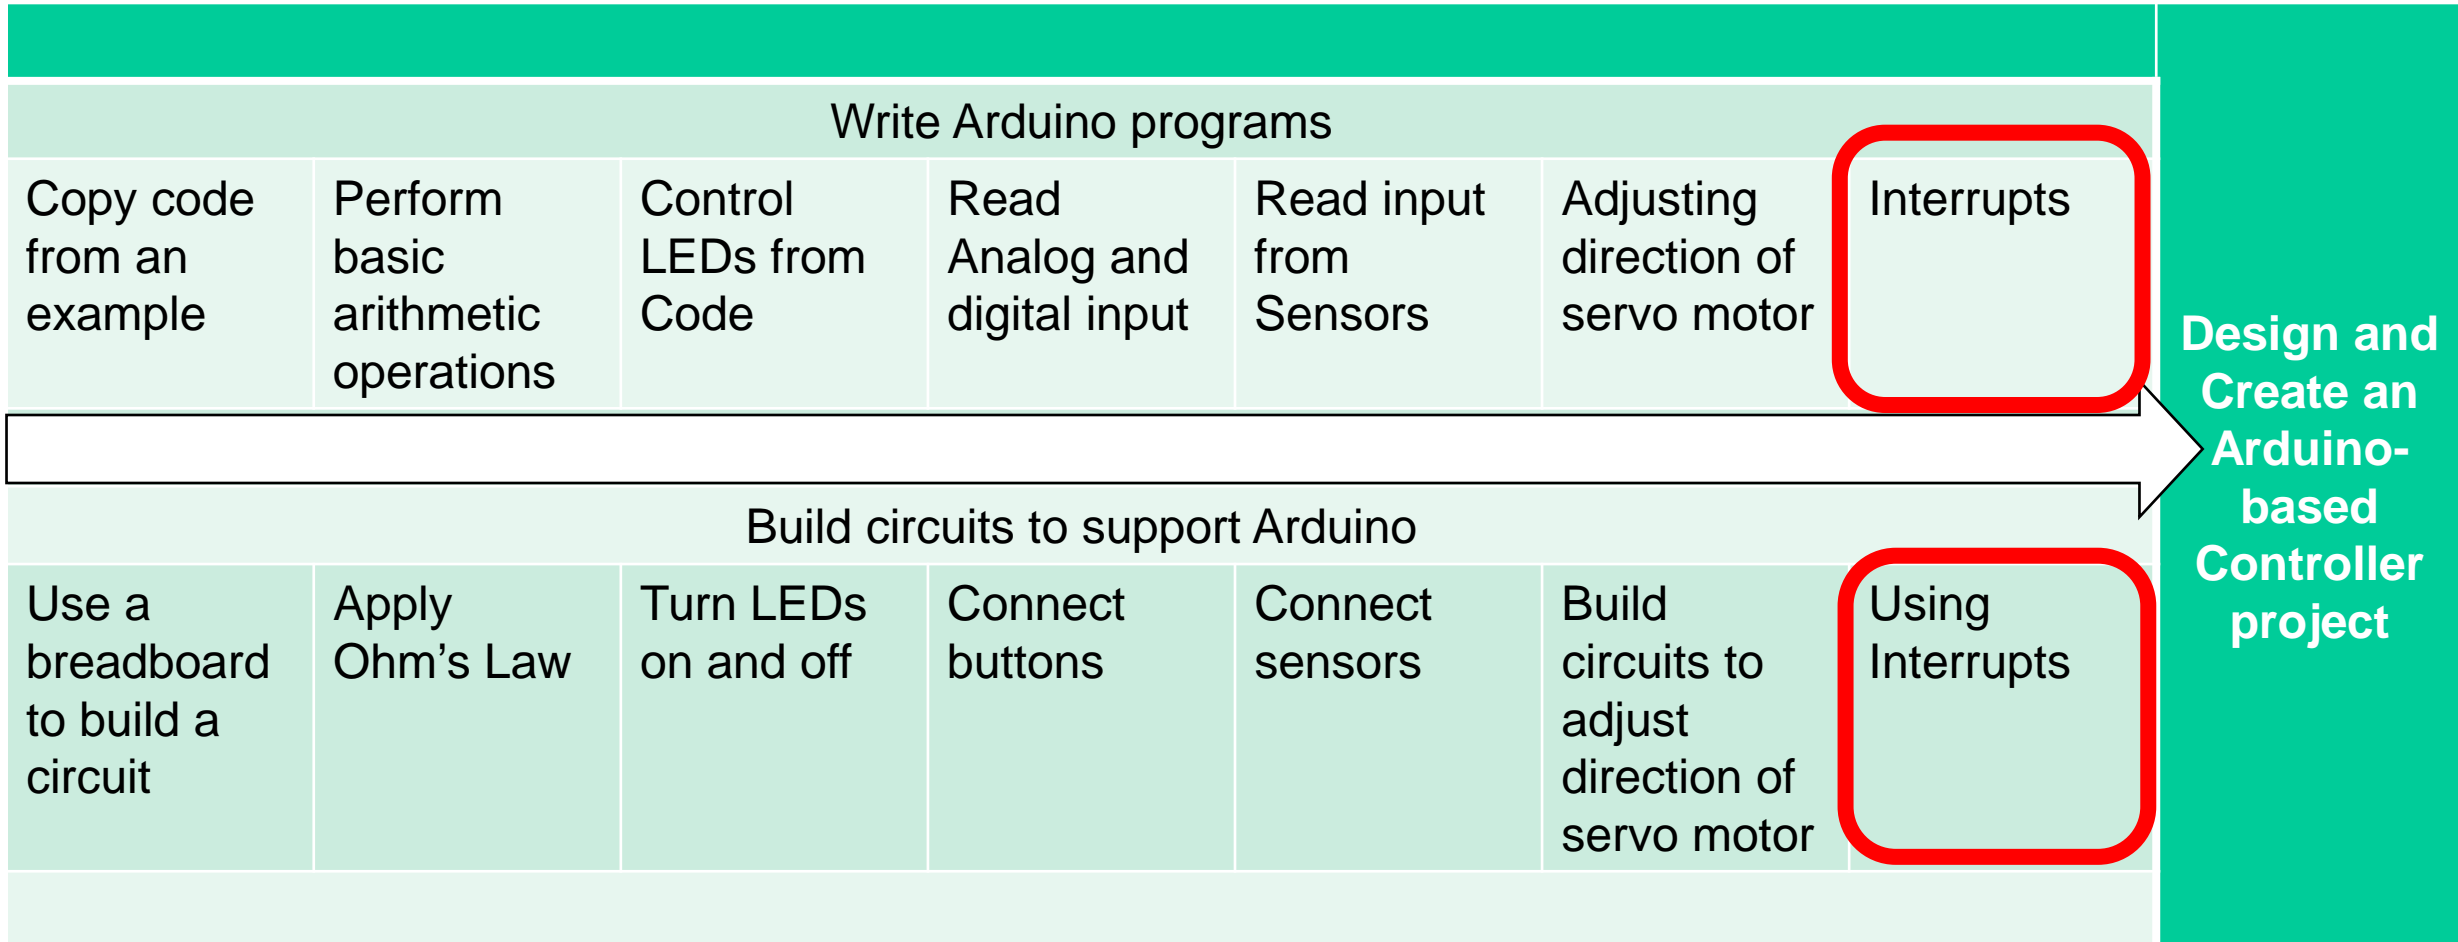 Write Arduino programs
Copy code
from an
example
Perform
basic
arithmetic
operations
Control
LEDs from
Code
Read
Analog and
digital input
Read input
from
Sensors
Adjusting
direction of
servo motor
Interrupts
Build circuits to support Arduino
Use a
breadboard
to build a
circuit
Apply
Ohm’s Law
Turn LEDs
on and off
Connect
buttons
Connect
sensors
Build
circuits to
adjust
direction of
servo motor
Using
Interrupts
Design and
Create an
Arduino-
based
Controller
project